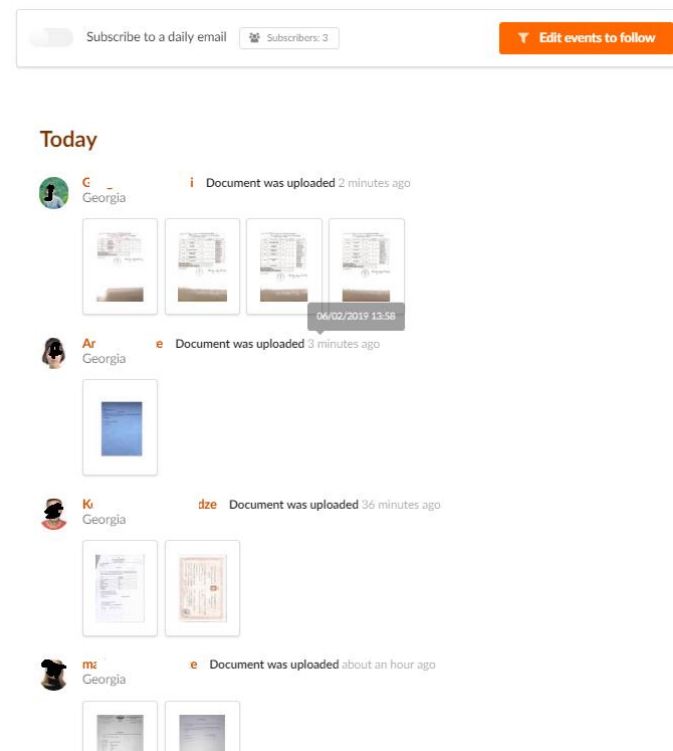 Subscribe to a daily email Subscribers: 3 Edit events to follow
Today
G i Document was uploaded 2 minutes ago
Georgia
06/02/2019 13:58
Ar e Document was uploaded 3 minutes ago
Georgia
K dze Document was uploaded 36 minutes ago
Georgia
ma e Document was uploaded about an hour ago
Georgia